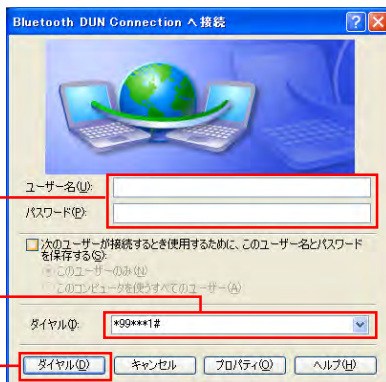 Bluetooth DUN Connection へ接続
ユーザー名(U):
パスワード(P):
次のユーザーが接続するとき使用するために、このユーザー名とパスワード
を保存する(S):
このユーザーのみ(N)
このコンピュータを使うすべてのユーザー(A)
ダイヤル(I):
*99***1#
ダイヤル(D) キャンセル プロパティ(O) ヘルプ(H)